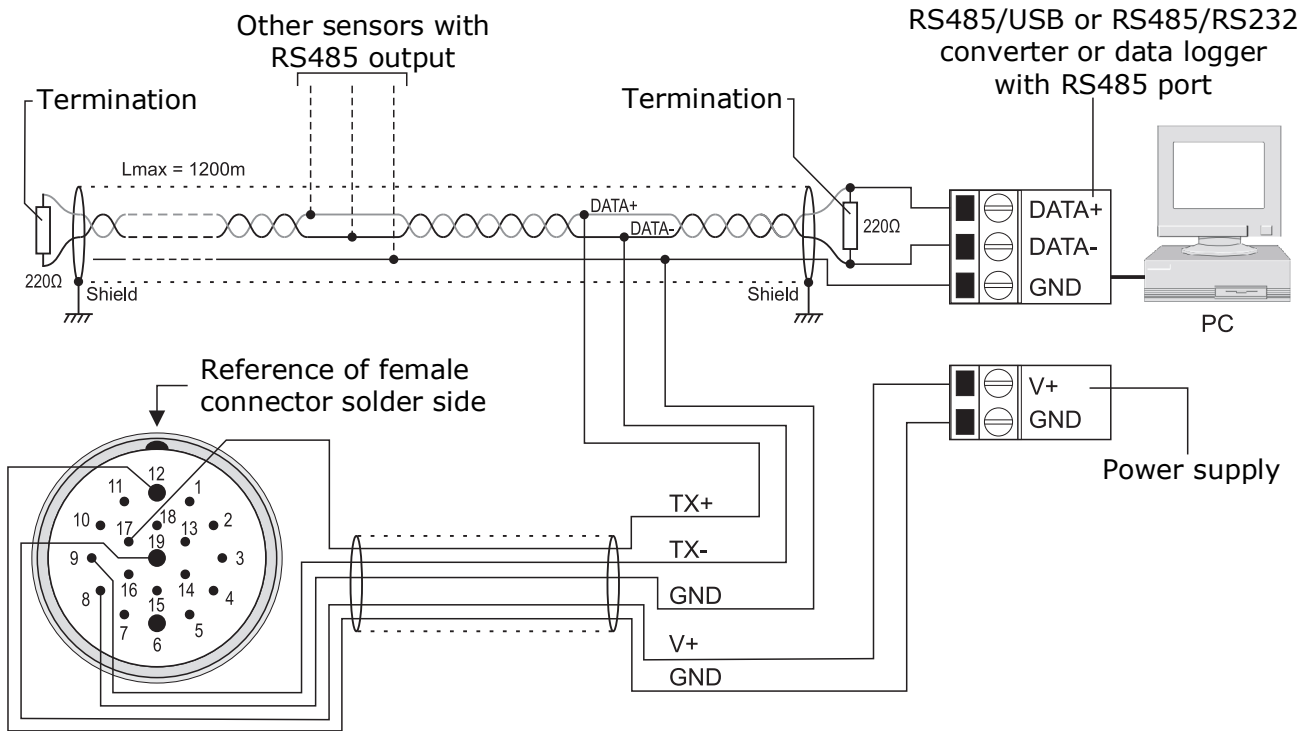 Other sensors with
RS485 output
RS485/USB or RS485/RS232
converter or data logger
with RS485 port
Termination
Termination
Lmax = 1200m
DATA+
DATA-
220Ω
220Ω
Shield
Shield
DATA+
DATA-
GND
PC
Reference of female
connector solder side
V+
GND
Power supply
12
11
1
10
17
18
13
2
9
19
3
16
14
8
15
4
7
5
6
TX+
TX-
GND
V+
GND